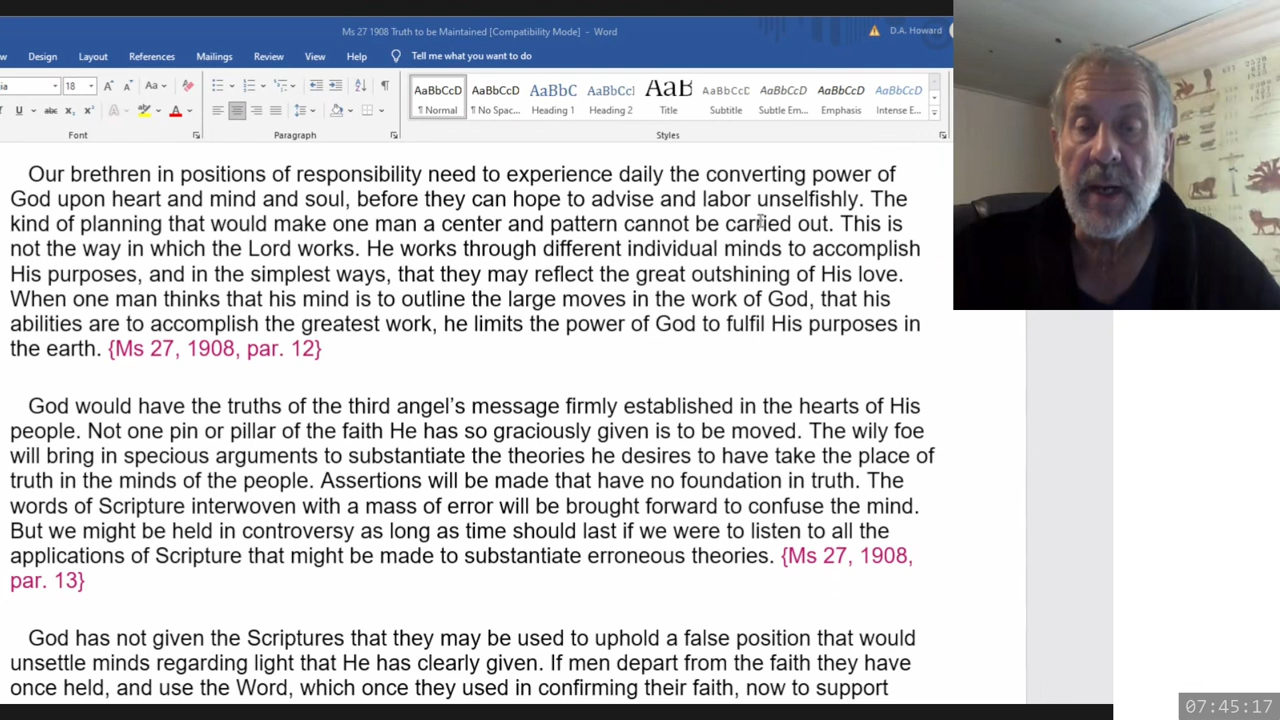 Ms 27 1908 Truth to be Maintained [Compatibility Mode] - Word
D.A. Howard
Design Layout References Mailings Review View Help Tell me what you want to do
18 Aa
AaBbCcD AaBbCcD AaBbC AaBbCcI AaB AaBbCcD AaBbCcD AaBbCcD AaBbCcD
¶ Normal ¶ No Spac... Heading 1 Heading 2 Title Subtitle Subtle Em... Emphasis Intense E...
Font Paragraph Styles
Our brethren in positions of responsibility need to experience daily the converting power of
God upon heart and mind and soul, before they can hope to advise and labor unselfishly. The
kind of planning that would make one man a center and pattern cannot be carried out. This is
not the way in which the Lord works. He works through different individual minds to accomplish
His purposes, and in the simplest ways, that they may reflect the great outshining of His love.
When one man thinks that his mind is to outline the large moves in the work of God, that his
abilities are to accomplish the greatest work, he limits the power of God to fulfil His purposes in
the earth. {Ms 27, 1908, par. 12}
God would have the truths of the third angel’s message firmly established in the hearts of His
people. Not one pin or pillar of the faith He has so graciously given is to be moved. The wily foe
will bring in specious arguments to substantiate the theories he desires to have take the place of
truth in the minds of the people. Assertions will be made that have no foundation in truth. The
words of Scripture interwoven with a mass of error will be brought forward to confuse the mind.
But we might be held in controversy as long as time should last if we were to listen to all the
applications of Scripture that might be made to substantiate erroneous theories. {Ms 27, 1908,
par. 13}
God has not given the Scriptures that they may be used to uphold a false position that would
unsettle minds regarding light that He has clearly given. If men depart from the faith they have
once held, and use the Word, which once they used in confirming their faith, now to support
07:45:17